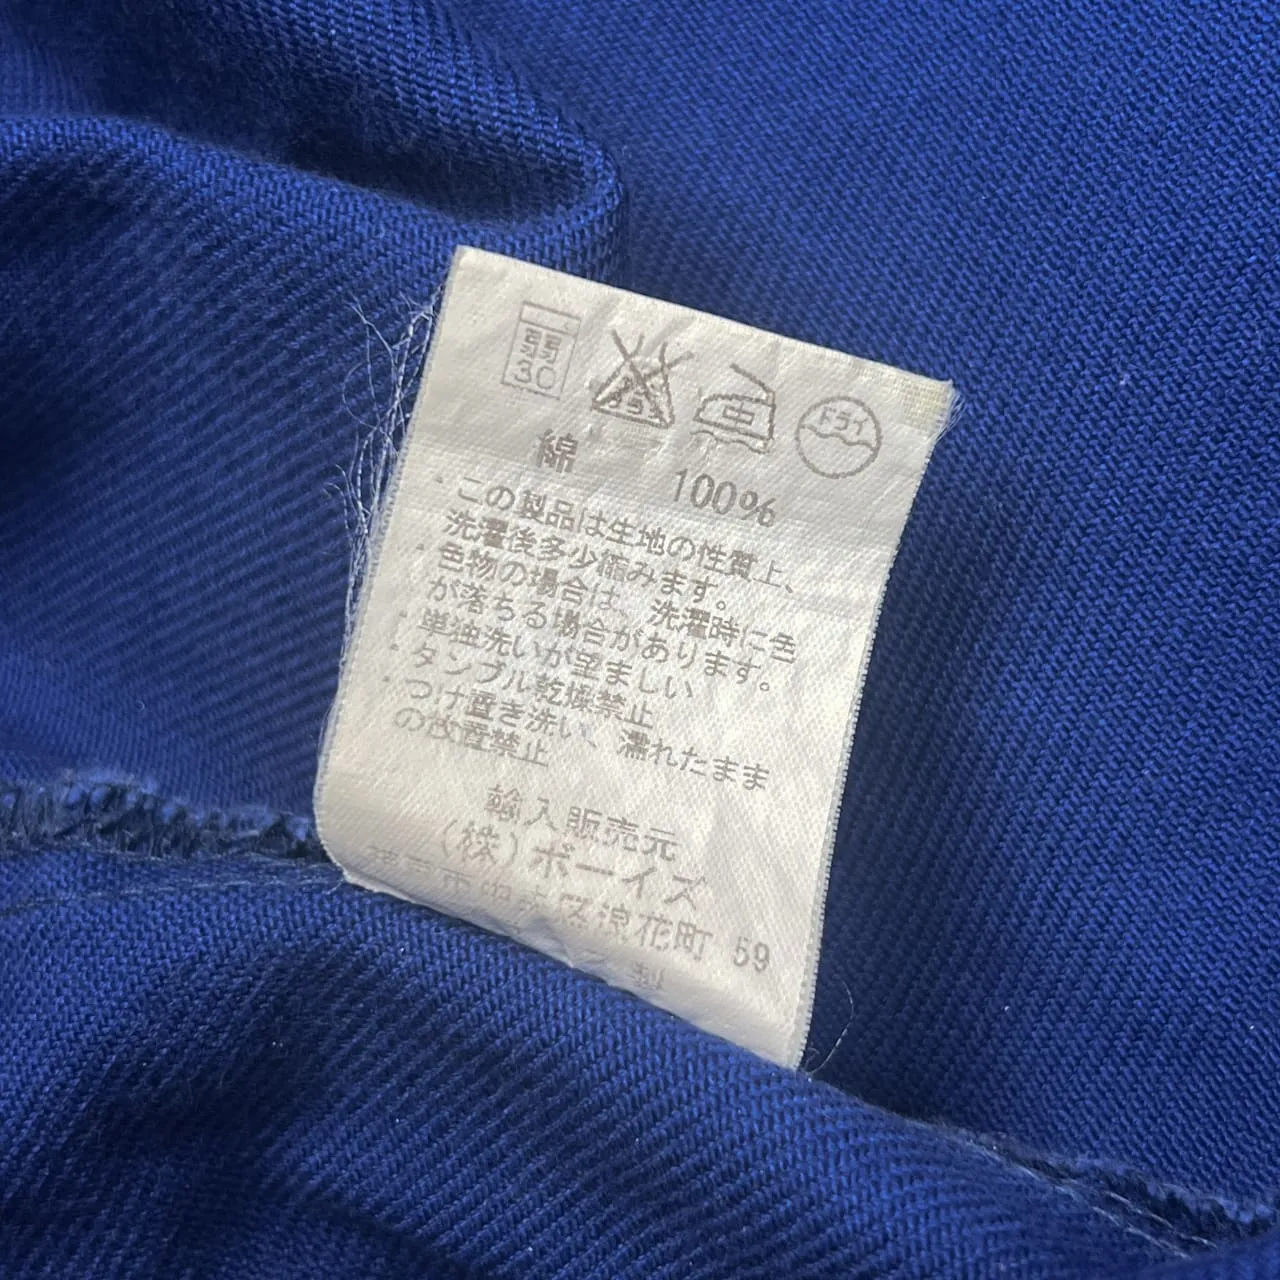 弱
30
中
ドライ
綿 100%
・この製品は生地の性質上、
洗濯後多少縮みます。
・色物の場合は、洗濯時に色
が落ちる場合があります。
・単独洗いが望ましい
・タンブル乾燥禁止
・つけ置き洗い、濡れたまま
の放置禁止
輸入販売元
(株)ボーイズ
区浪花町 59
製